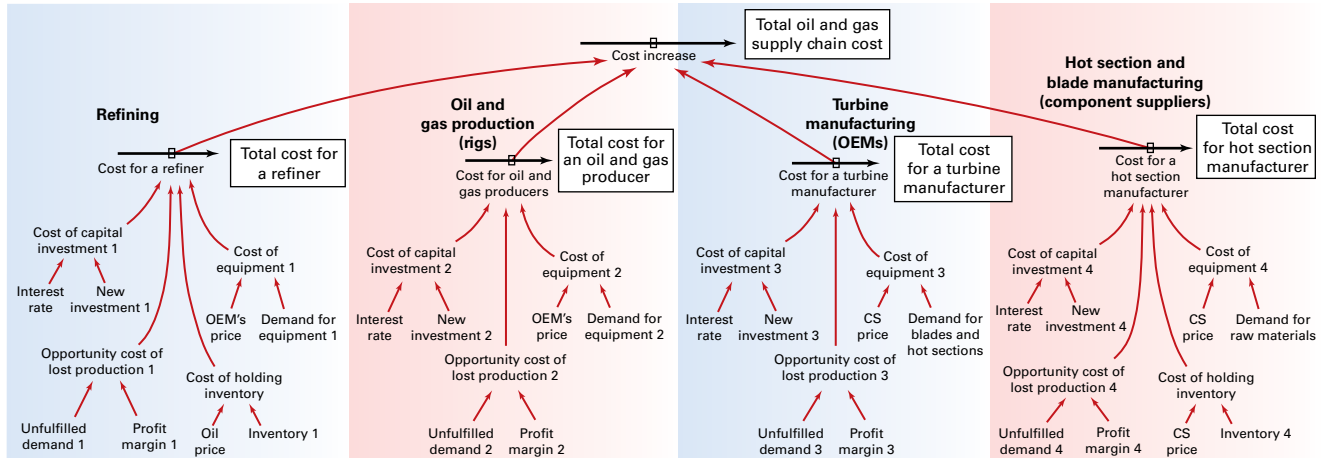 Total oil and gas
supply chain cost
Cost increase
Refining
Cost for a refiner
Total cost for
a refiner
Cost of capital
investment 1
Interest
rate
New
investment 1
Cost of
equipment 1
OEM's
price
Demand for
equipment 1
Opportunity cost of
lost production 1
Unfulfilled
demand 1
Profit
margin 1
Cost of holding
inventory
Oil
price
Inventory 1
Oil and
gas production
(rigs)
Cost for oil and
gas producers
Total cost for
an oil and gas
producer
Cost of capital
investment 2
Interest
rate
New
investment 2
Cost of
equipment 2
OEM's
price
Demand for
equipment 2
Opportunity cost of
lost production 2
Unfulfilled
demand 2
Profit
margin 2
Turbine
manufacturing
(OEMs)
Cost for a turbine
manufacturer
Total cost
for a turbine
manufacturer
Cost of capital
investment 3
Interest
rate
New
investment 3
Cost of
equipment 3
CS
price
Demand for
blades and
hot sections
Opportunity cost of
lost production 3
Unfulfilled
demand 3
Profit
margin 3
Hot section and
blade manufacturing
(component suppliers)
Cost for a
hot section
manufacturer
Total cost
for hot section
manufacturer
Cost of capital
investment 4
Interest
rate
New
investment 4
Cost of
equipment 4
CS
price
Demand for
raw materials
Opportunity cost of
lost production 4
Unfulfilled
demand 4
Profit
margin 4
Cost of holding
inventory
CS
price
Inventory 4